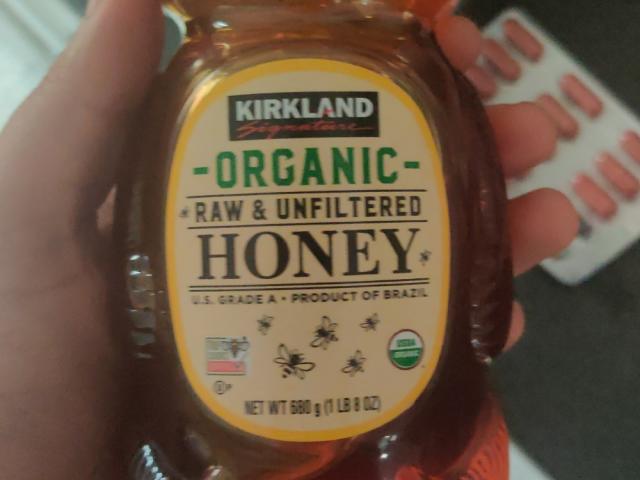 KIRKLAND
Signature
-ORGANIC-
RAW & UNFILTERED
HONEY
U.S. GRADE A • PRODUCT OF BRAZIL
USDA
ORGANIC
NET WT 680 g (1 LB 8 OZ)